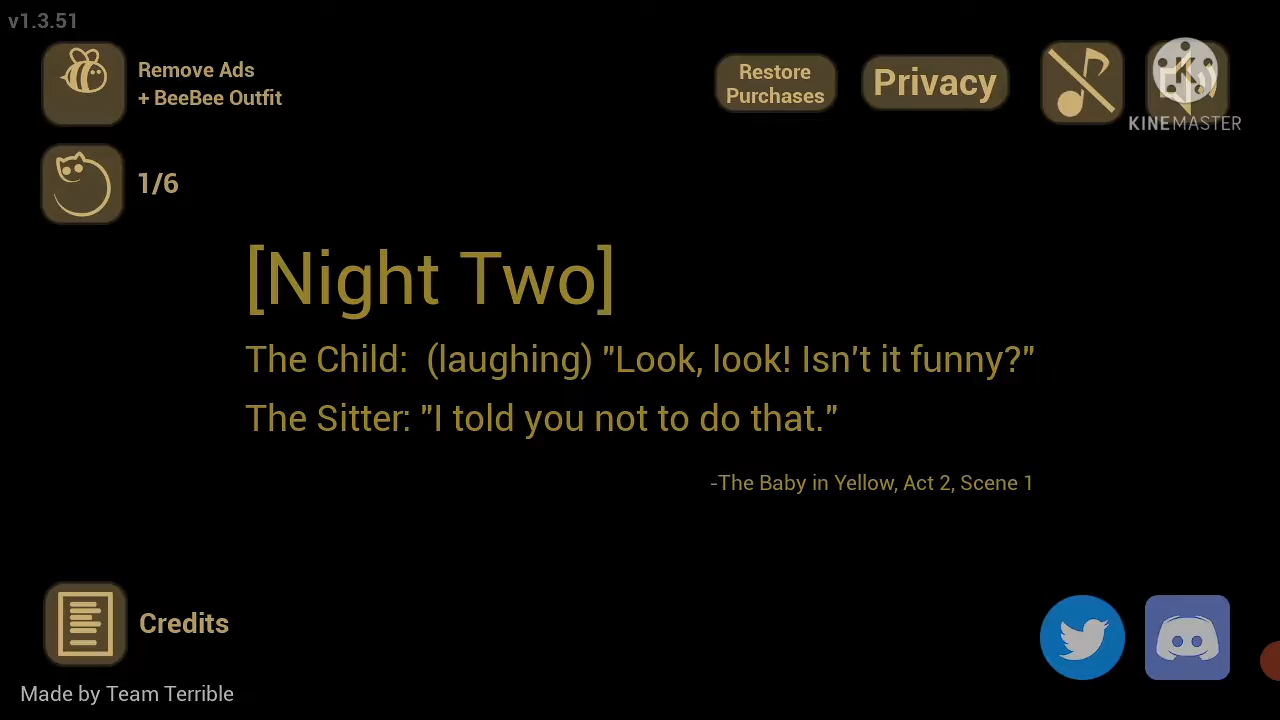 v1.3.51
Remove Ads
+ BeeBee Outfit
Restore
Purchases
Privacy
KINEMASTER
1/6
[Night Two]
The Child:  (laughing) "Look, look! Isn't it funny?"
The Sitter: "I told you not to do that."
-The Baby in Yellow, Act 2, Scene 1
Credits
Made by Team Terrible